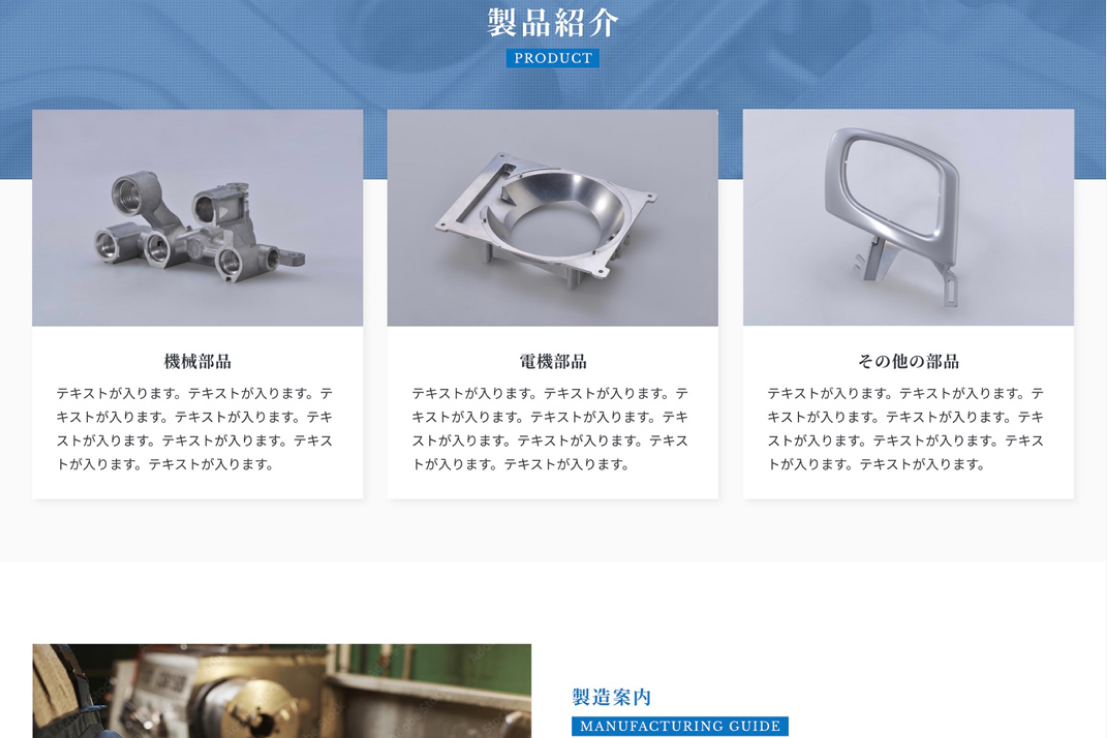 製品紹介
PRODUCT
機械部品
テキストが入ります。テキストが入ります。テ
キストが入ります。テキストが入ります。テキ
ストが入ります。テキストが入ります。テキス
トが入ります。テキストが入ります。
電機部品
テキストが入ります。テキストが入ります。テ
キストが入ります。テキストが入ります。テキ
ストが入ります。テキストが入ります。テキス
トが入ります。テキストが入ります。
その他の部品
テキストが入ります。テキストが入ります。テ
キストが入ります。テキストが入ります。テキ
ストが入ります。テキストが入ります。テキス
トが入ります。テキストが入ります。
製造案内
MANUFACTURING GUIDE